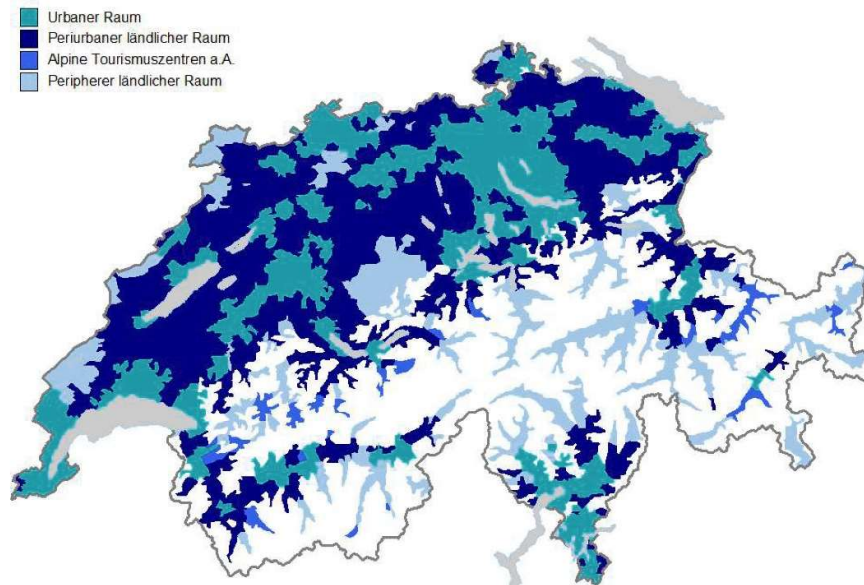 Urbaner Raum
Periurbaner ländlicher Raum
Alpine Tourismuszentren a.A.
Peripherer ländlicher Raum